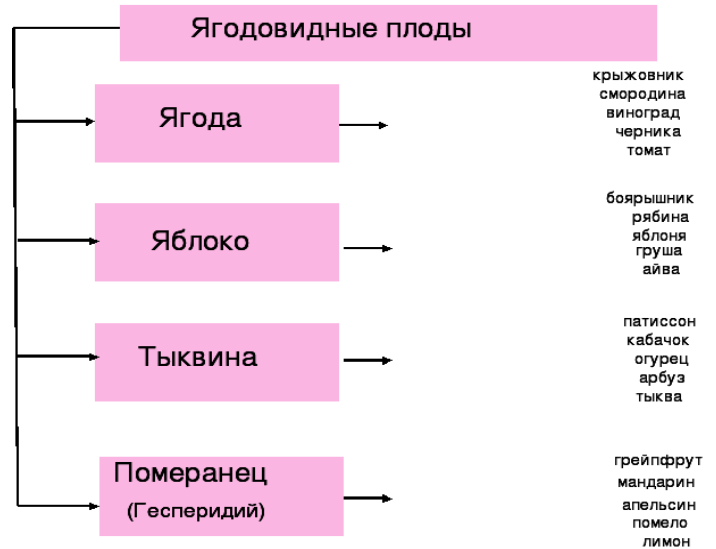 Ягодовидные плоды
Ягода
крыжовник
смородина
виноград
черника
томат
Яблоко
боярышник
рябина
яблоня
груша
айва
Тыквина
патиссон
кабачок
огурец
арбуз
тыква
Померанец
(Гесперидий)
грейпфрут
мандарин
апельсин
помело
лимон